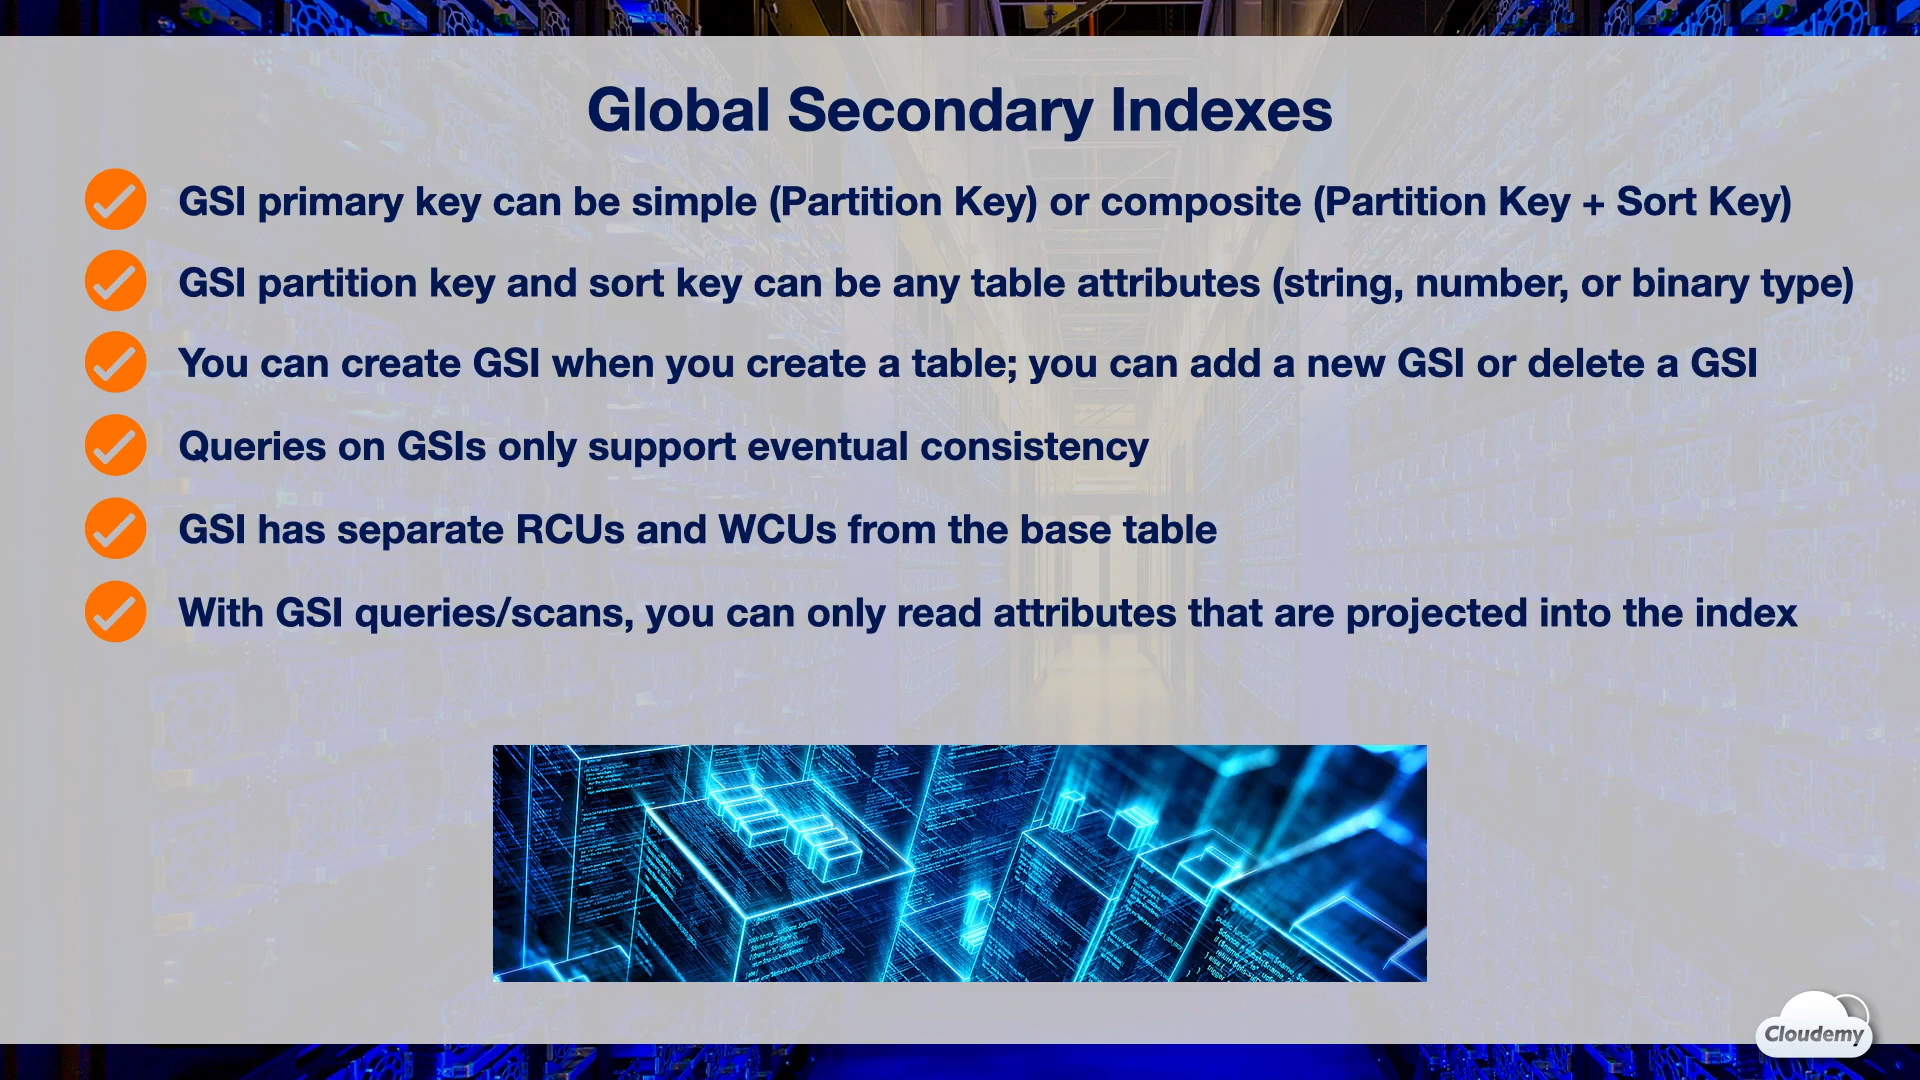 Global Secondary Indexes
GSI primary key can be simple (Partition Key) or composite (Partition Key + Sort Key)
GSI partition key and sort key can be any table attributes (string, number, or binary type)
You can create GSI when you create a table; you can add a new GSI or delete a GSI
Queries on GSIs only support eventual consistency
GSI has separate RCUs and WCUs from the base table
With GSI queries/scans, you can only read attributes that are projected into the index
Cloudemy